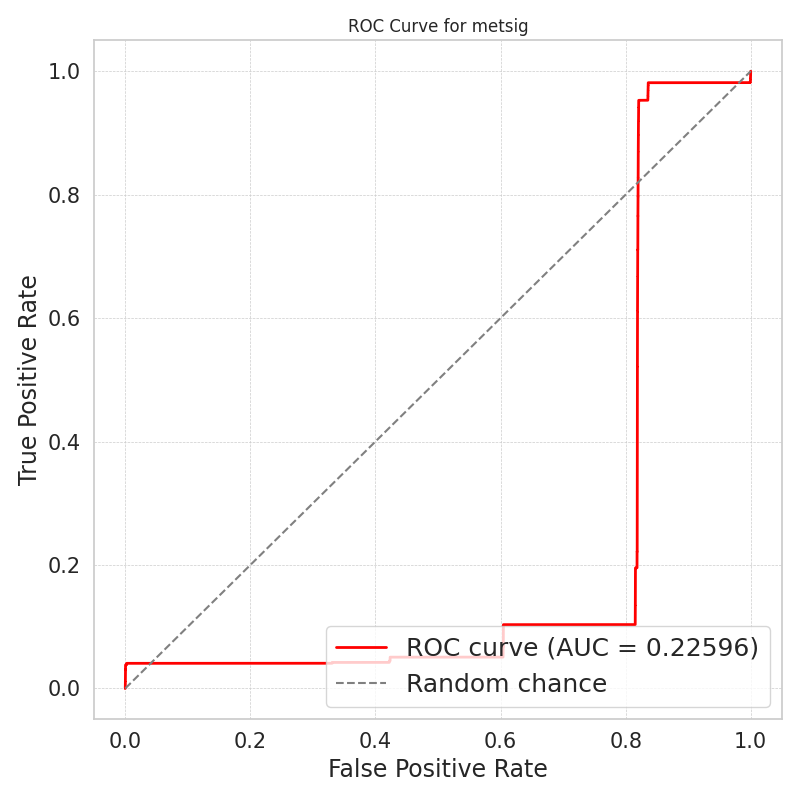 ROC Curve for metsig
1.0
0.8
0.6
0.4
0.2
0.0
True Positive Rate
ROC curve (AUC = 0.22596)
Random chance
0.0 0.2 0.4 0.6 0.8 1.0
False Positive Rate